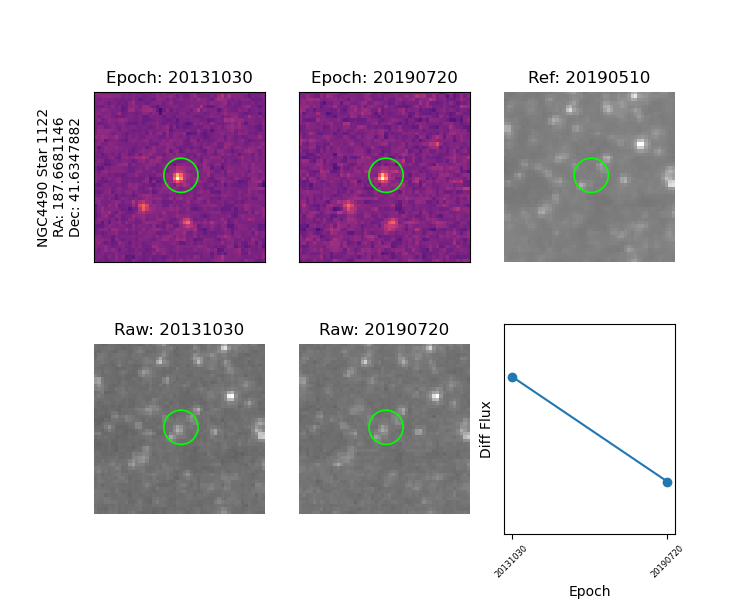 Epoch: 20131030
Epoch: 20190720
Ref: 20190510
NGC4490 Star 1122
RA: 187.6681146
Dec: 41.6347882
Raw: 20131030
Raw: 20190720
Diff Flux
20131030
20190720
Epoch